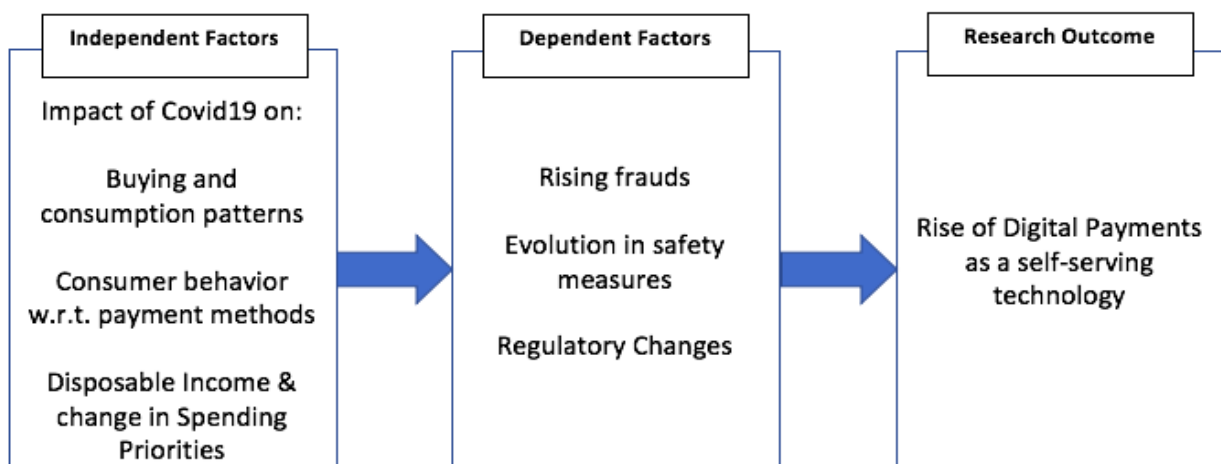 Independent Factors
Impact of Covid19 on:
Buying and
consumption patterns
Consumer behavior
w.r.t. payment methods
Disposable Income &
change in Spending
Priorities
Dependent Factors
Rising frauds
Evolution in safety
measures
Regulatory Changes
Research Outcome
Rise of Digital Payments
as a self-serving
technology